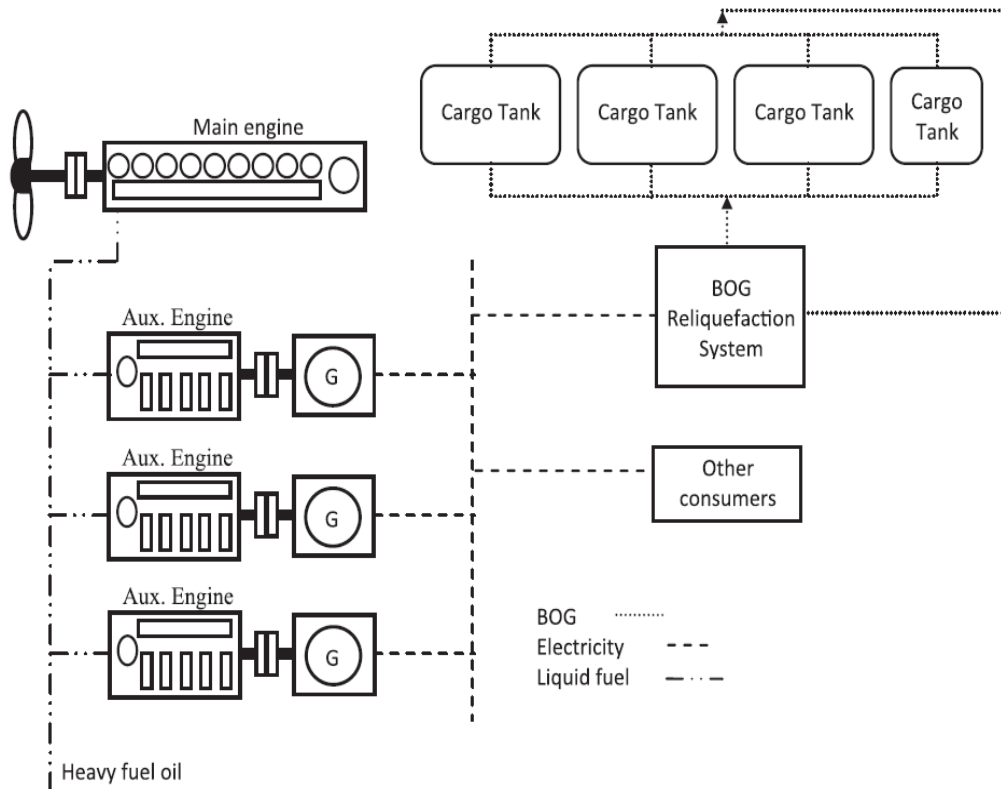 Main engine
Cargo Tank
Cargo Tank
Cargo Tank
Cargo
Tank
BOG
Reliquefaction
System
Aux. Engine
G
Aux. Engine
G
Other
consumers
Aux. Engine
G
BOG
Electricity
Liquid fuel
Heavy fuel oil